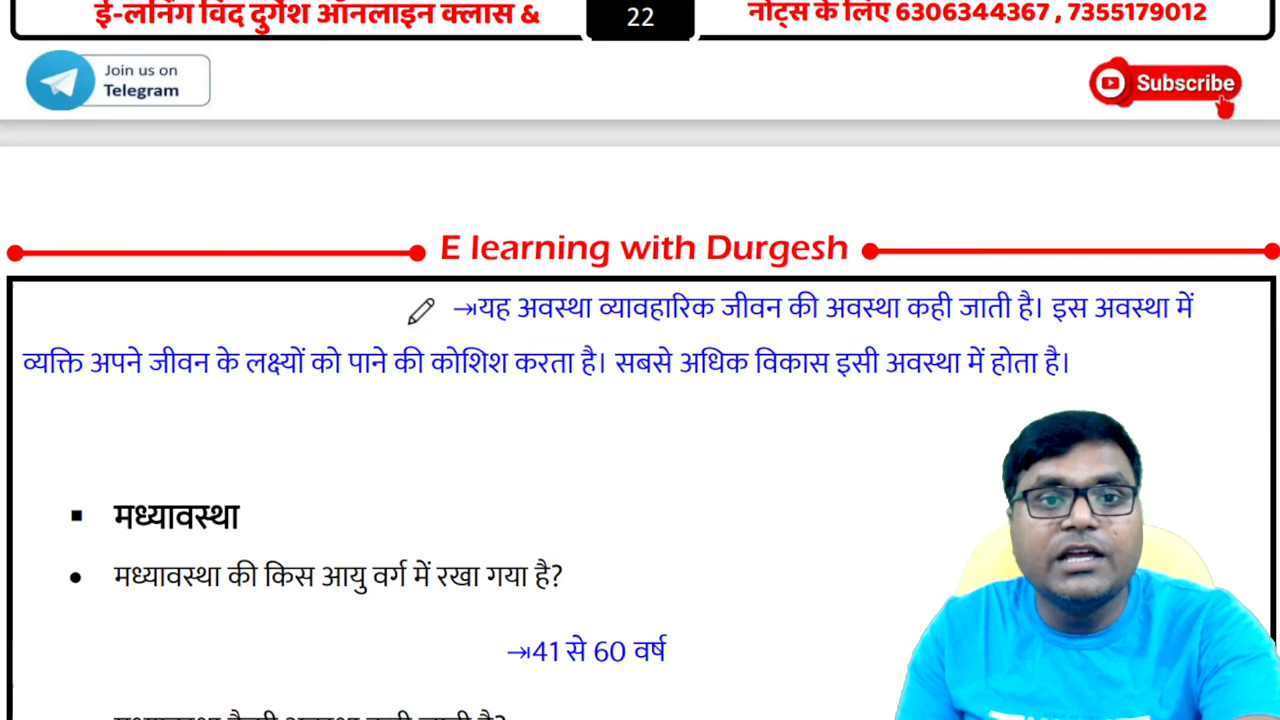 ई-लर्निंग विद दुर्गेश ऑनलाइन क्लास &
22
नोट्स के लिए 6306344367 , 7355179012
Join us on
Telegram
Subscribe
E learning with Durgesh
⇥यह अवस्था व्यावहारिक जीवन की अवस्था कही जाती है। इस अवस्था में
व्यक्ति अपने जीवन के लक्ष्यों को पाने की कोशिश करता है। सबसे अधिक विकास इसी अवस्था में होता है।
▪ मध्यावस्था
• मध्यावस्था की किस आयु वर्ग में रखा गया है?
⇥41 से 60 वर्ष